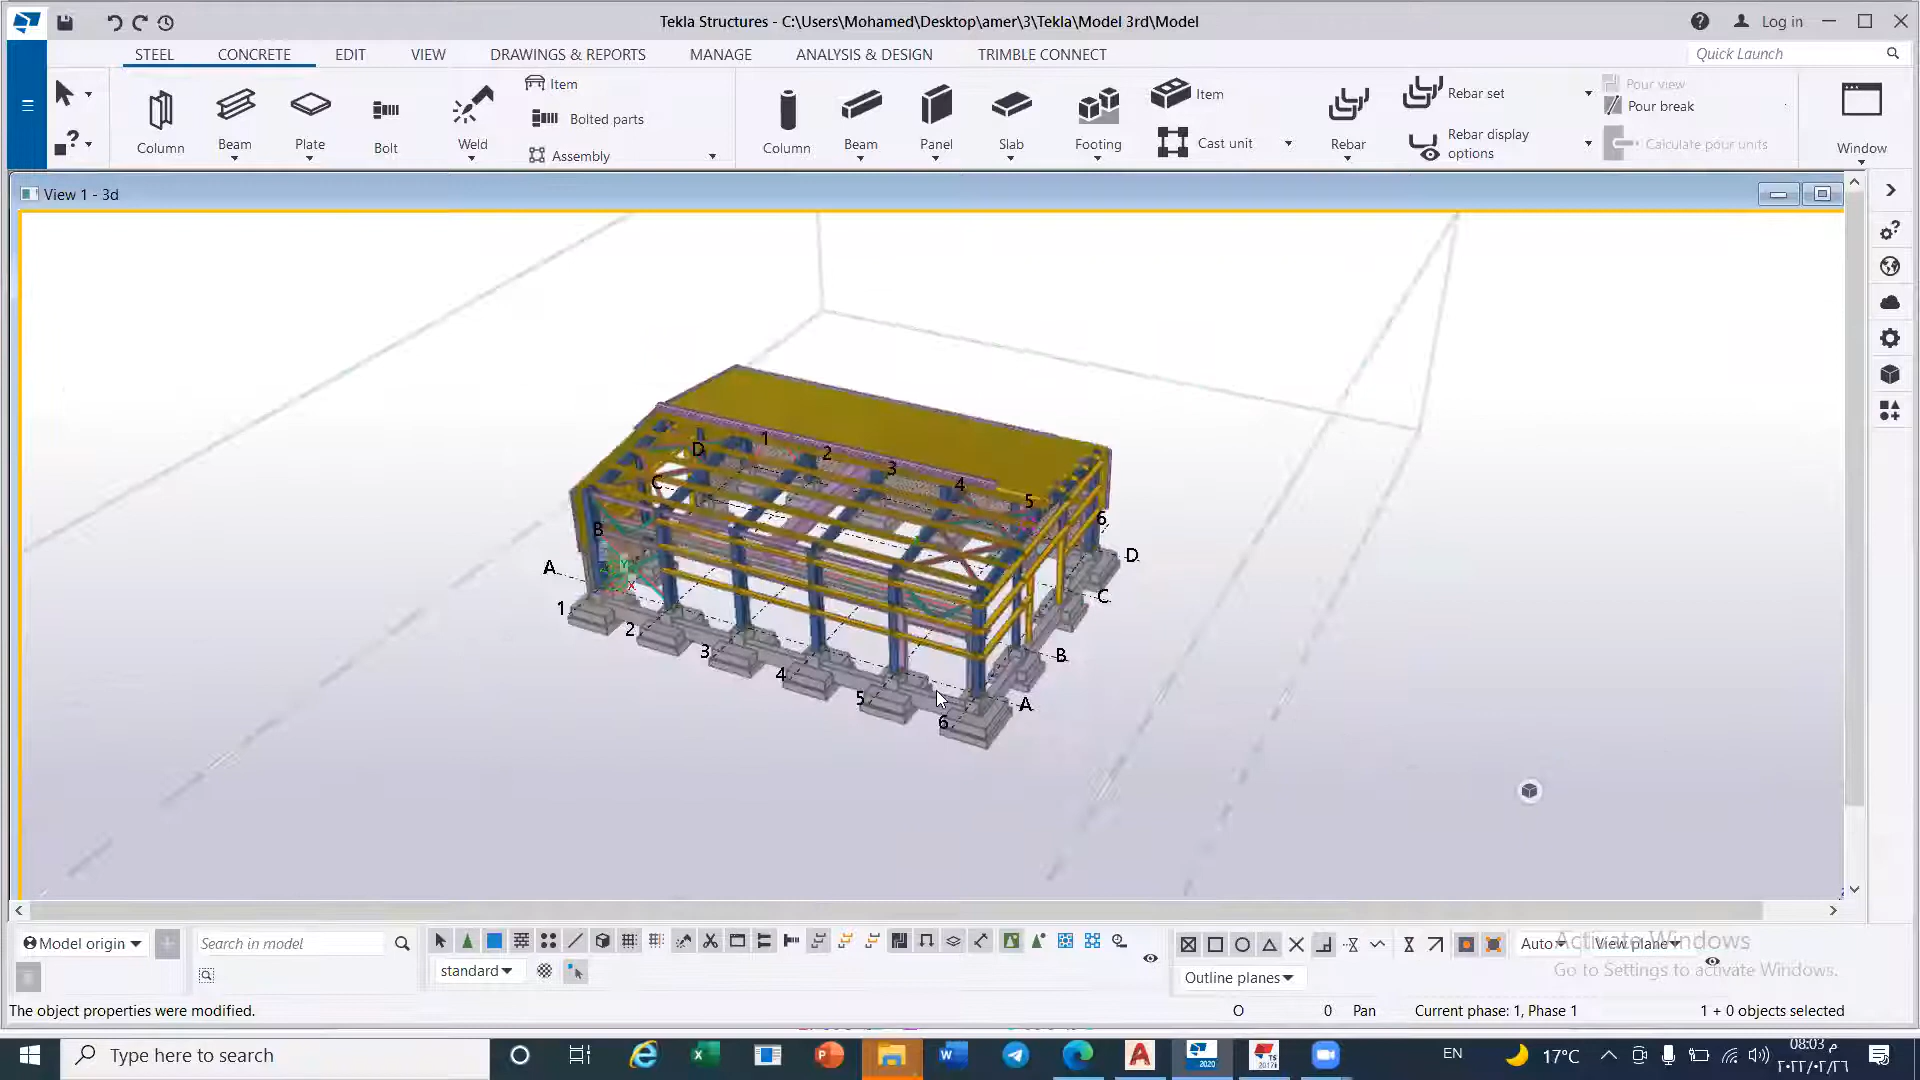 Tekla Structures - C:\Users\Mohamed\Desktop\amer\3\Tekla\Model 3rd\Model
Log in
STEEL CONCRETE EDIT VIEW DRAWINGS & REPORTS MANAGE ANALYSIS & DESIGN TRIMBLE CONNECT
Quick Launch
Column
Beam
Plate
Bolt
Weld
Item
Bolted parts
Assembly
Column
Beam
Panel
Slab
Footing
Item
Cast unit
Rebar
Rebar set
Rebar display
options
Pour view
Pour break
Calculate pour units
Window
View 1 - 3d
1
2
3
4
5
6
D
C
B
A
D
C
B
A
1
2
3
4
5
6
Y
X
Model origin
Search in model
standard
Auto
View plane
Outline planes
Activate Windows
Go to Settings to activate Windows.
The object properties were modified.
O 0 Pan Current phase: 1, Phase 1 1 + 0 objects selected
Type here to search
2020
EN
17°C
08:03 م
٢٠٢٢/٠٢/٢٦